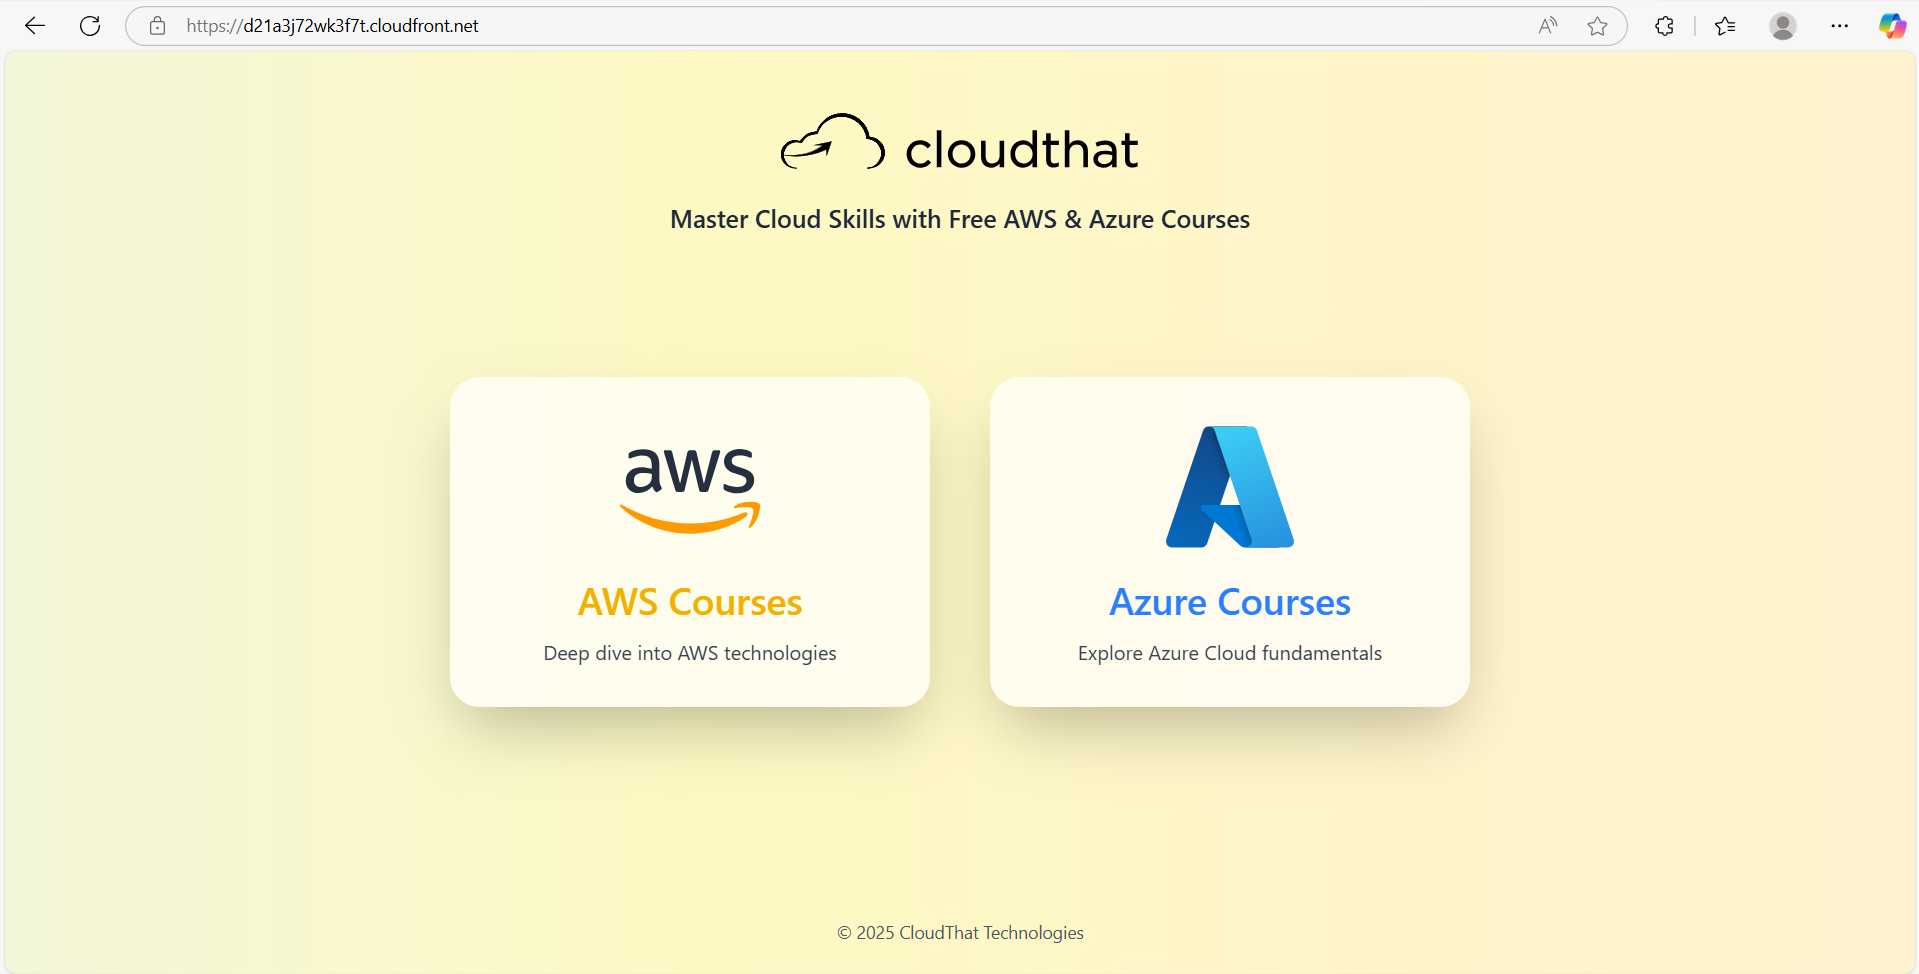 https://d21a3j72wk3f7t.cloudfront.net
cloudthat
Master Cloud Skills with Free AWS & Azure Courses
aws
AWS Courses
Deep dive into AWS technologies
Azure Courses
Explore Azure Cloud fundamentals
© 2025 CloudThat Technologies